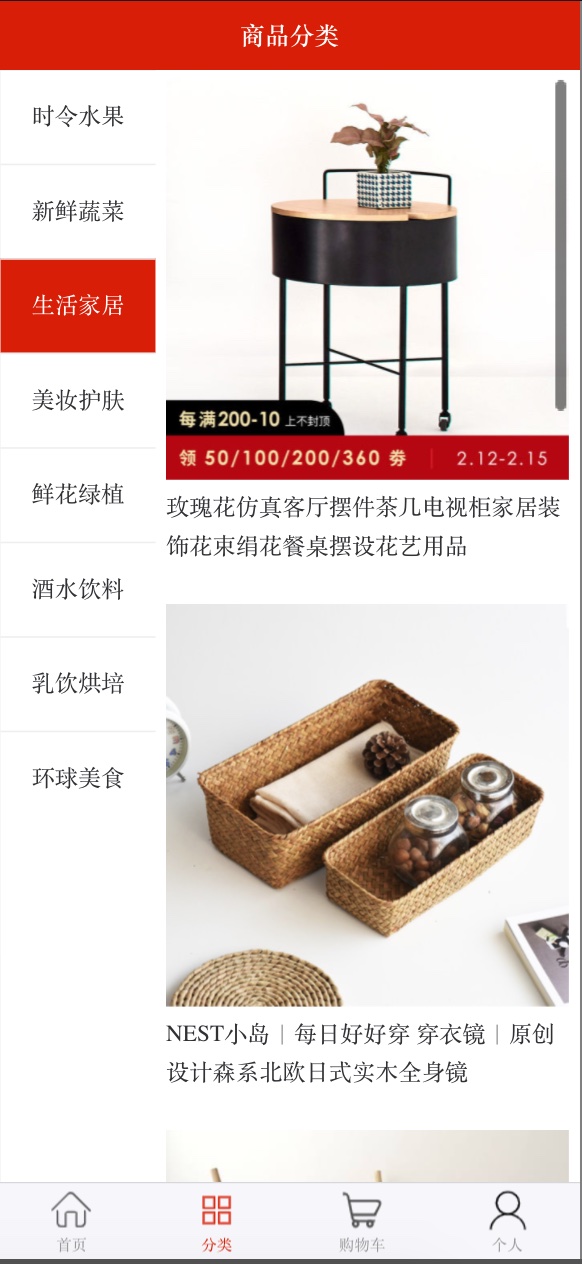 商品分类
时令水果
新鲜蔬菜
生活家居
美妆护肤
鲜花绿植
酒水饮料
乳饮烘培
环球美食
每满200-10 上不封顶
领 50/100/200/360 劵 2.12-2.15
玫瑰花仿真客厅摆件茶几电视柜家居装
饰花束绢花餐桌摆设花艺用品
NEST小岛｜每日好好穿 穿衣镜｜原创
设计森系北欧日式实木全身镜
首页
分类
购物车
个人